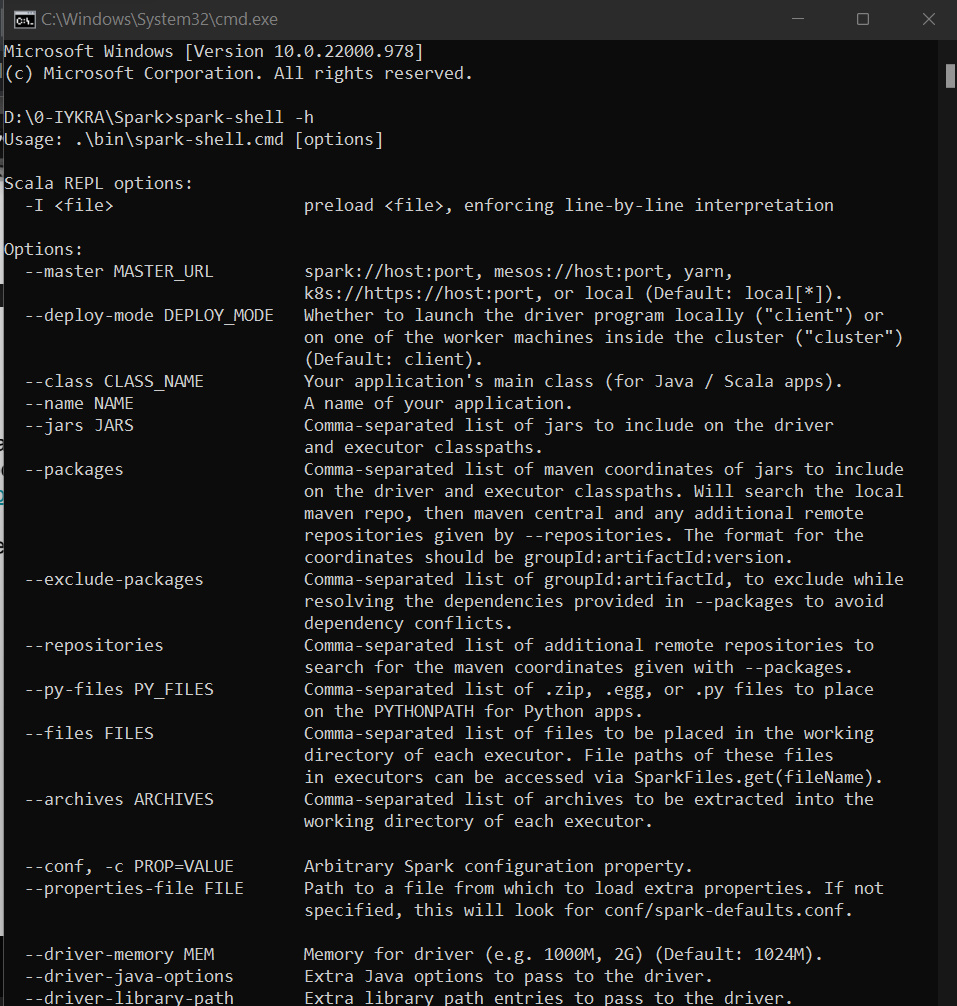 C:\Windows\System32\cmd.exe
Microsoft Windows [Version 10.0.22000.978]
(c) Microsoft Corporation. All rights reserved.
D:\0-IYKRA\Spark>spark-shell -h
Usage: .\bin\spark-shell.cmd [options]
Scala REPL options:
-I <file> preload <file>, enforcing line-by-line interpretation
Options:
--master MASTER_URL spark://host:port, mesos://host:port, yarn,
k8s://https://host:port, or local (Default: local[*]).
--deploy-mode DEPLOY_MODE Whether to launch the driver program locally ("client") or
on one of the worker machines inside the cluster ("cluster")
(Default: client).
--class CLASS_NAME Your application's main class (for Java / Scala apps).
--name NAME A name of your application.
--jars JARS Comma-separated list of jars to include on the driver
and executor classpaths.
--packages Comma-separated list of maven coordinates of jars to include
on the driver and executor classpaths. Will search the local
maven repo, then maven central and any additional remote
repositories given by --repositories. The format for the
coordinates should be groupId:artifactId:version.
--exclude-packages Comma-separated list of groupId:artifactId, to exclude while
resolving the dependencies provided in --packages to avoid
dependency conflicts.
--repositories Comma-separated list of additional remote repositories to
search for the maven coordinates given with --packages.
--py-files PY_FILES Comma-separated list of .zip, .egg, or .py files to place
on the PYTHONPATH for Python apps.
--files FILES Comma-separated list of files to be placed in the working
directory of each executor. File paths of these files
in executors can be accessed via SparkFiles.get(fileName).
--archives ARCHIVES Comma-separated list of archives to be extracted into the
working directory of each executor.
--conf, -c PROP=VALUE Arbitrary Spark configuration property.
--properties-file FILE Path to a file from which to load extra properties. If not
specified, this will look for conf/spark-defaults.conf.
--driver-memory MEM Memory for driver (e.g. 1000M, 2G) (Default: 1024M).
--driver-java-options Extra Java options to pass to the driver.
--driver-library-path Extra library path entries to pass to the driver.